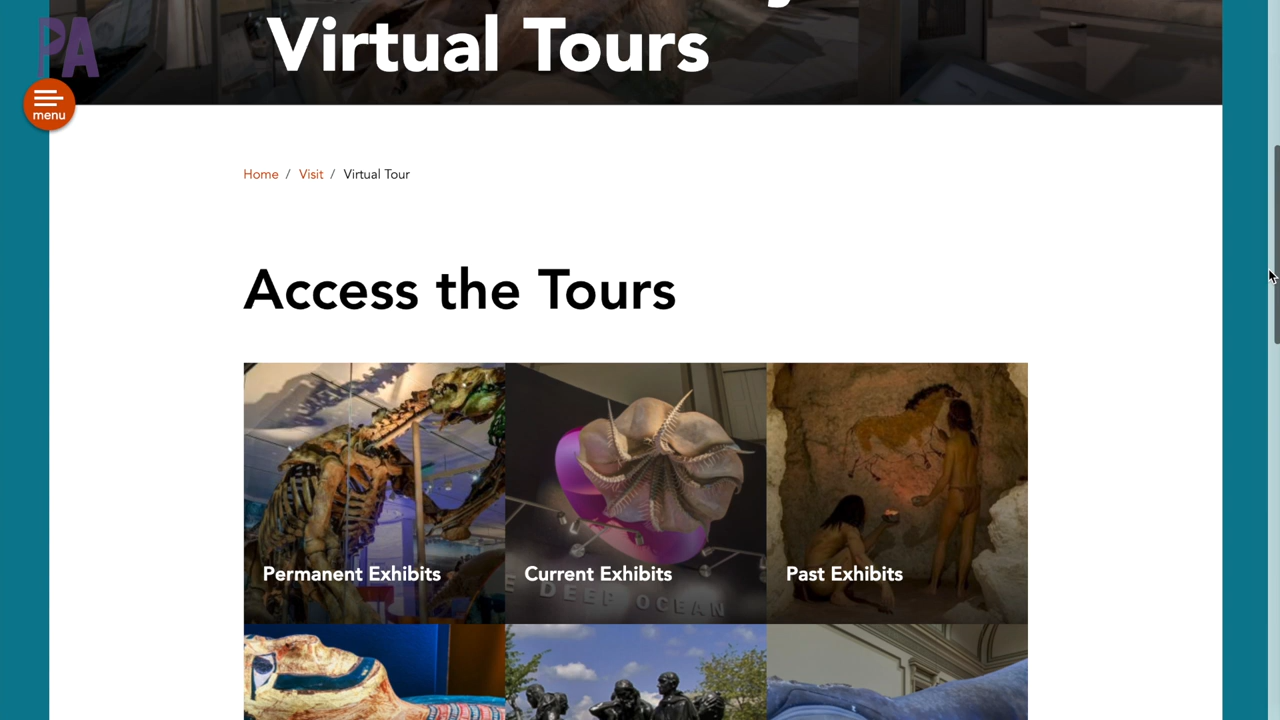 Virtual Tours
PA
menu
Home / Visit / Virtual Tour
Access the Tours
Permanent Exhibits
Current Exhibits
Past Exhibits
DEEP OCEAN